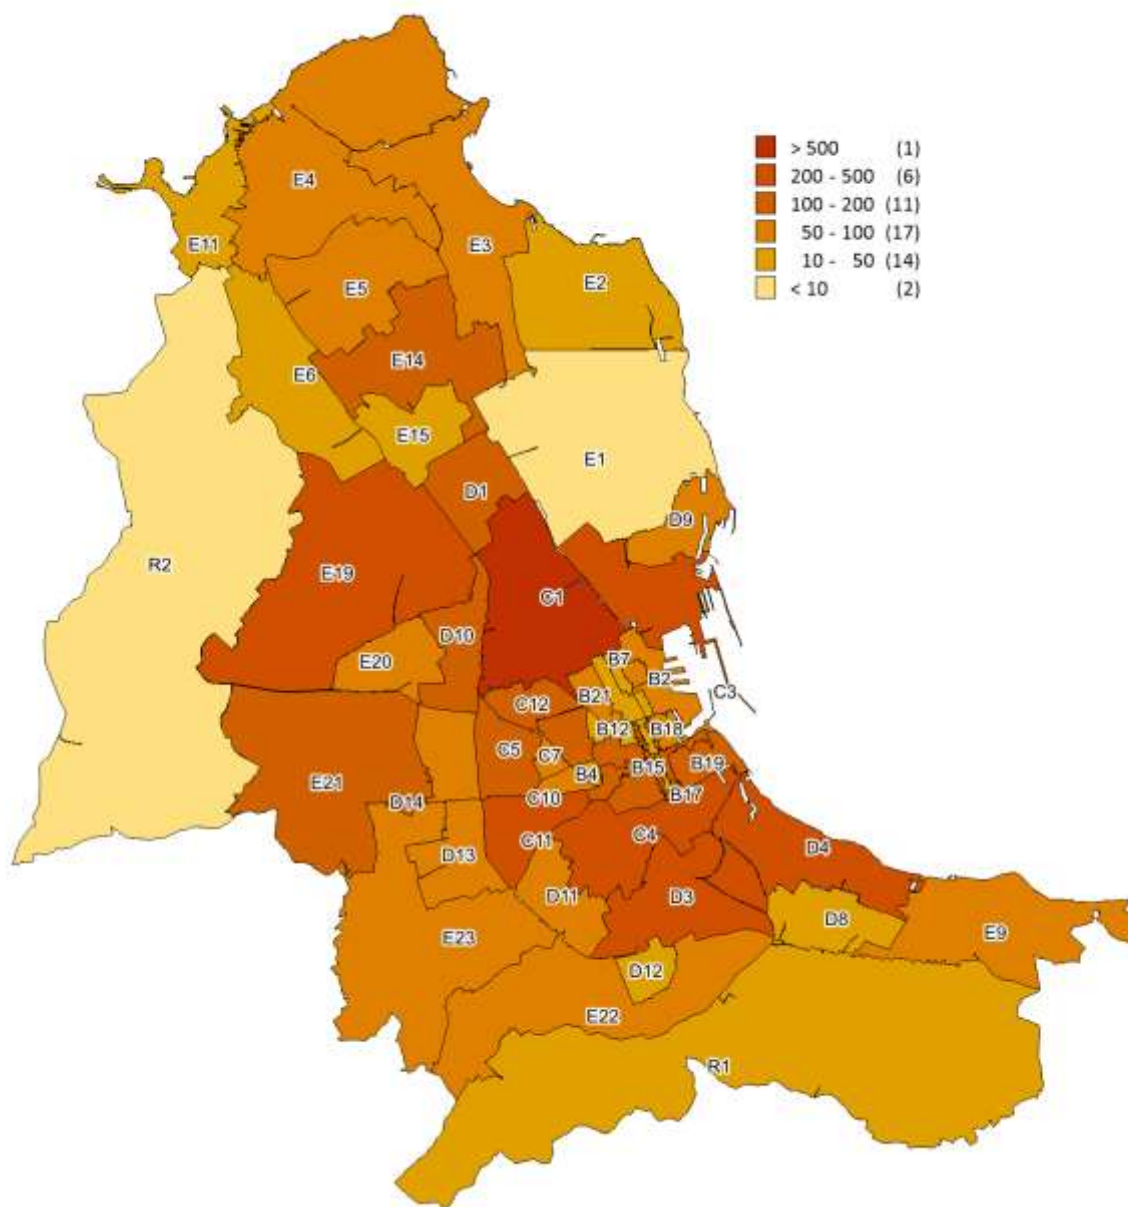 > 500 (1)
200 - 500 (6)
100 - 200 (11)
50 - 100 (17)
10 - 50 (14)
< 10 (2)
E4
E11
E3
E2
E5
E14
E6
E15
E1
D1
D9
R2
E19
C1
D10
B7
E20
B2
C3
B21
C12
B12
B18
C5
C7
B15
B19
B4
E21
C10
B17
D14
C11
C4
D4
D13
D11
D3
D8
E9
E23
D12
E22
R1